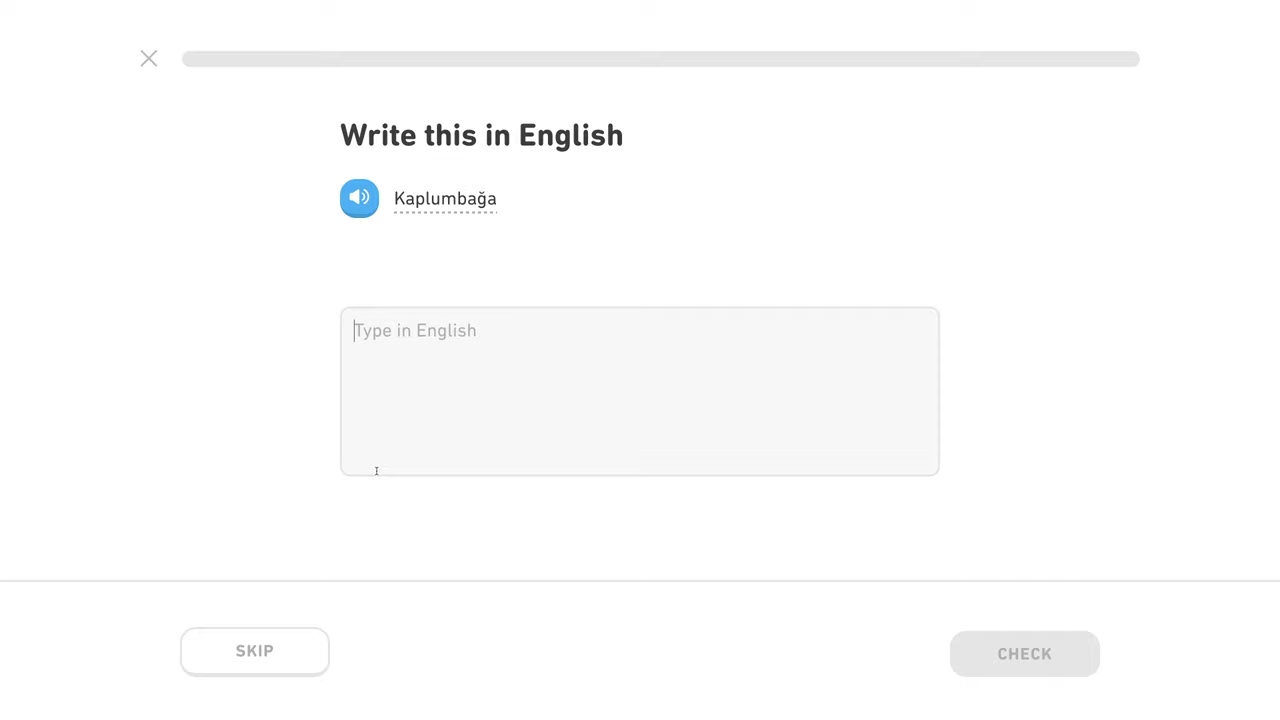 Write this in English
Kaplumbağa
Type in English
SKIP
CHECK